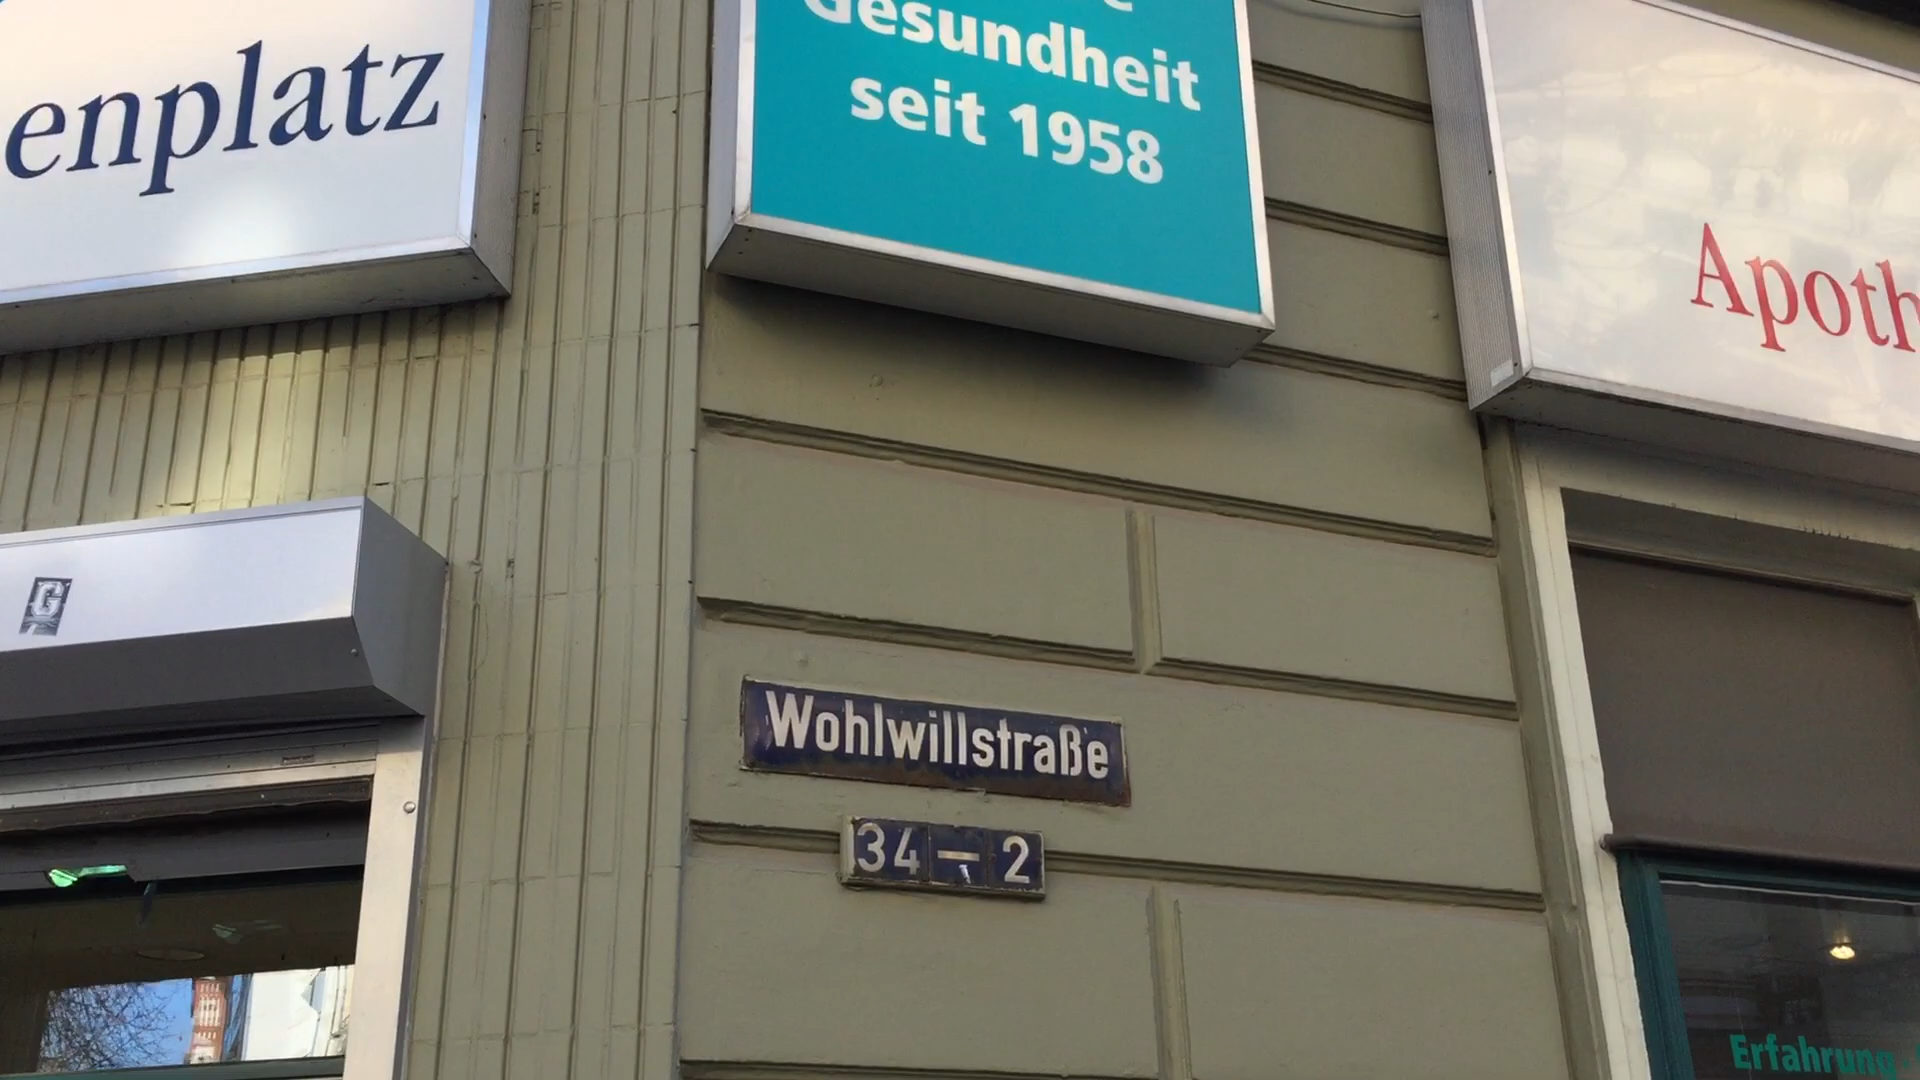 enplatz
Gesundheit
seit 1958
Apoth
G
Wohlwillstraße
34 – 2
Erfahrung